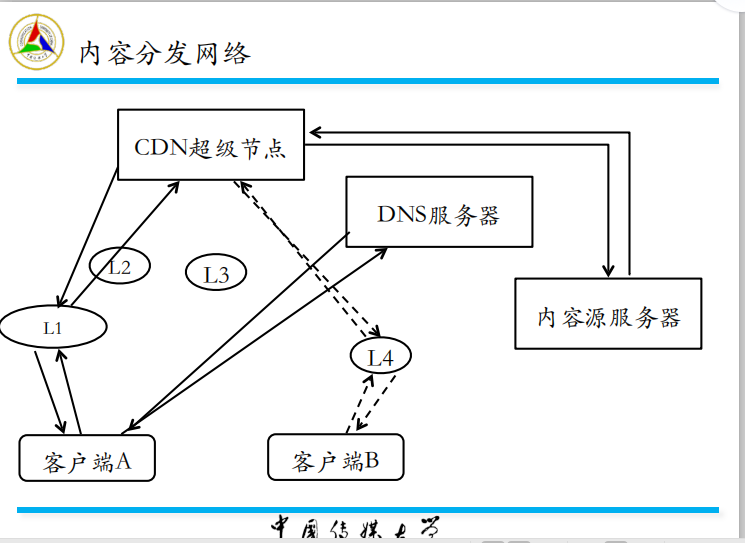 内容分发网络
CDN超级节点
DNS服务器
L2
L3
内容源服务器
L1
L4
客户端A
客户端B
中国传媒大学